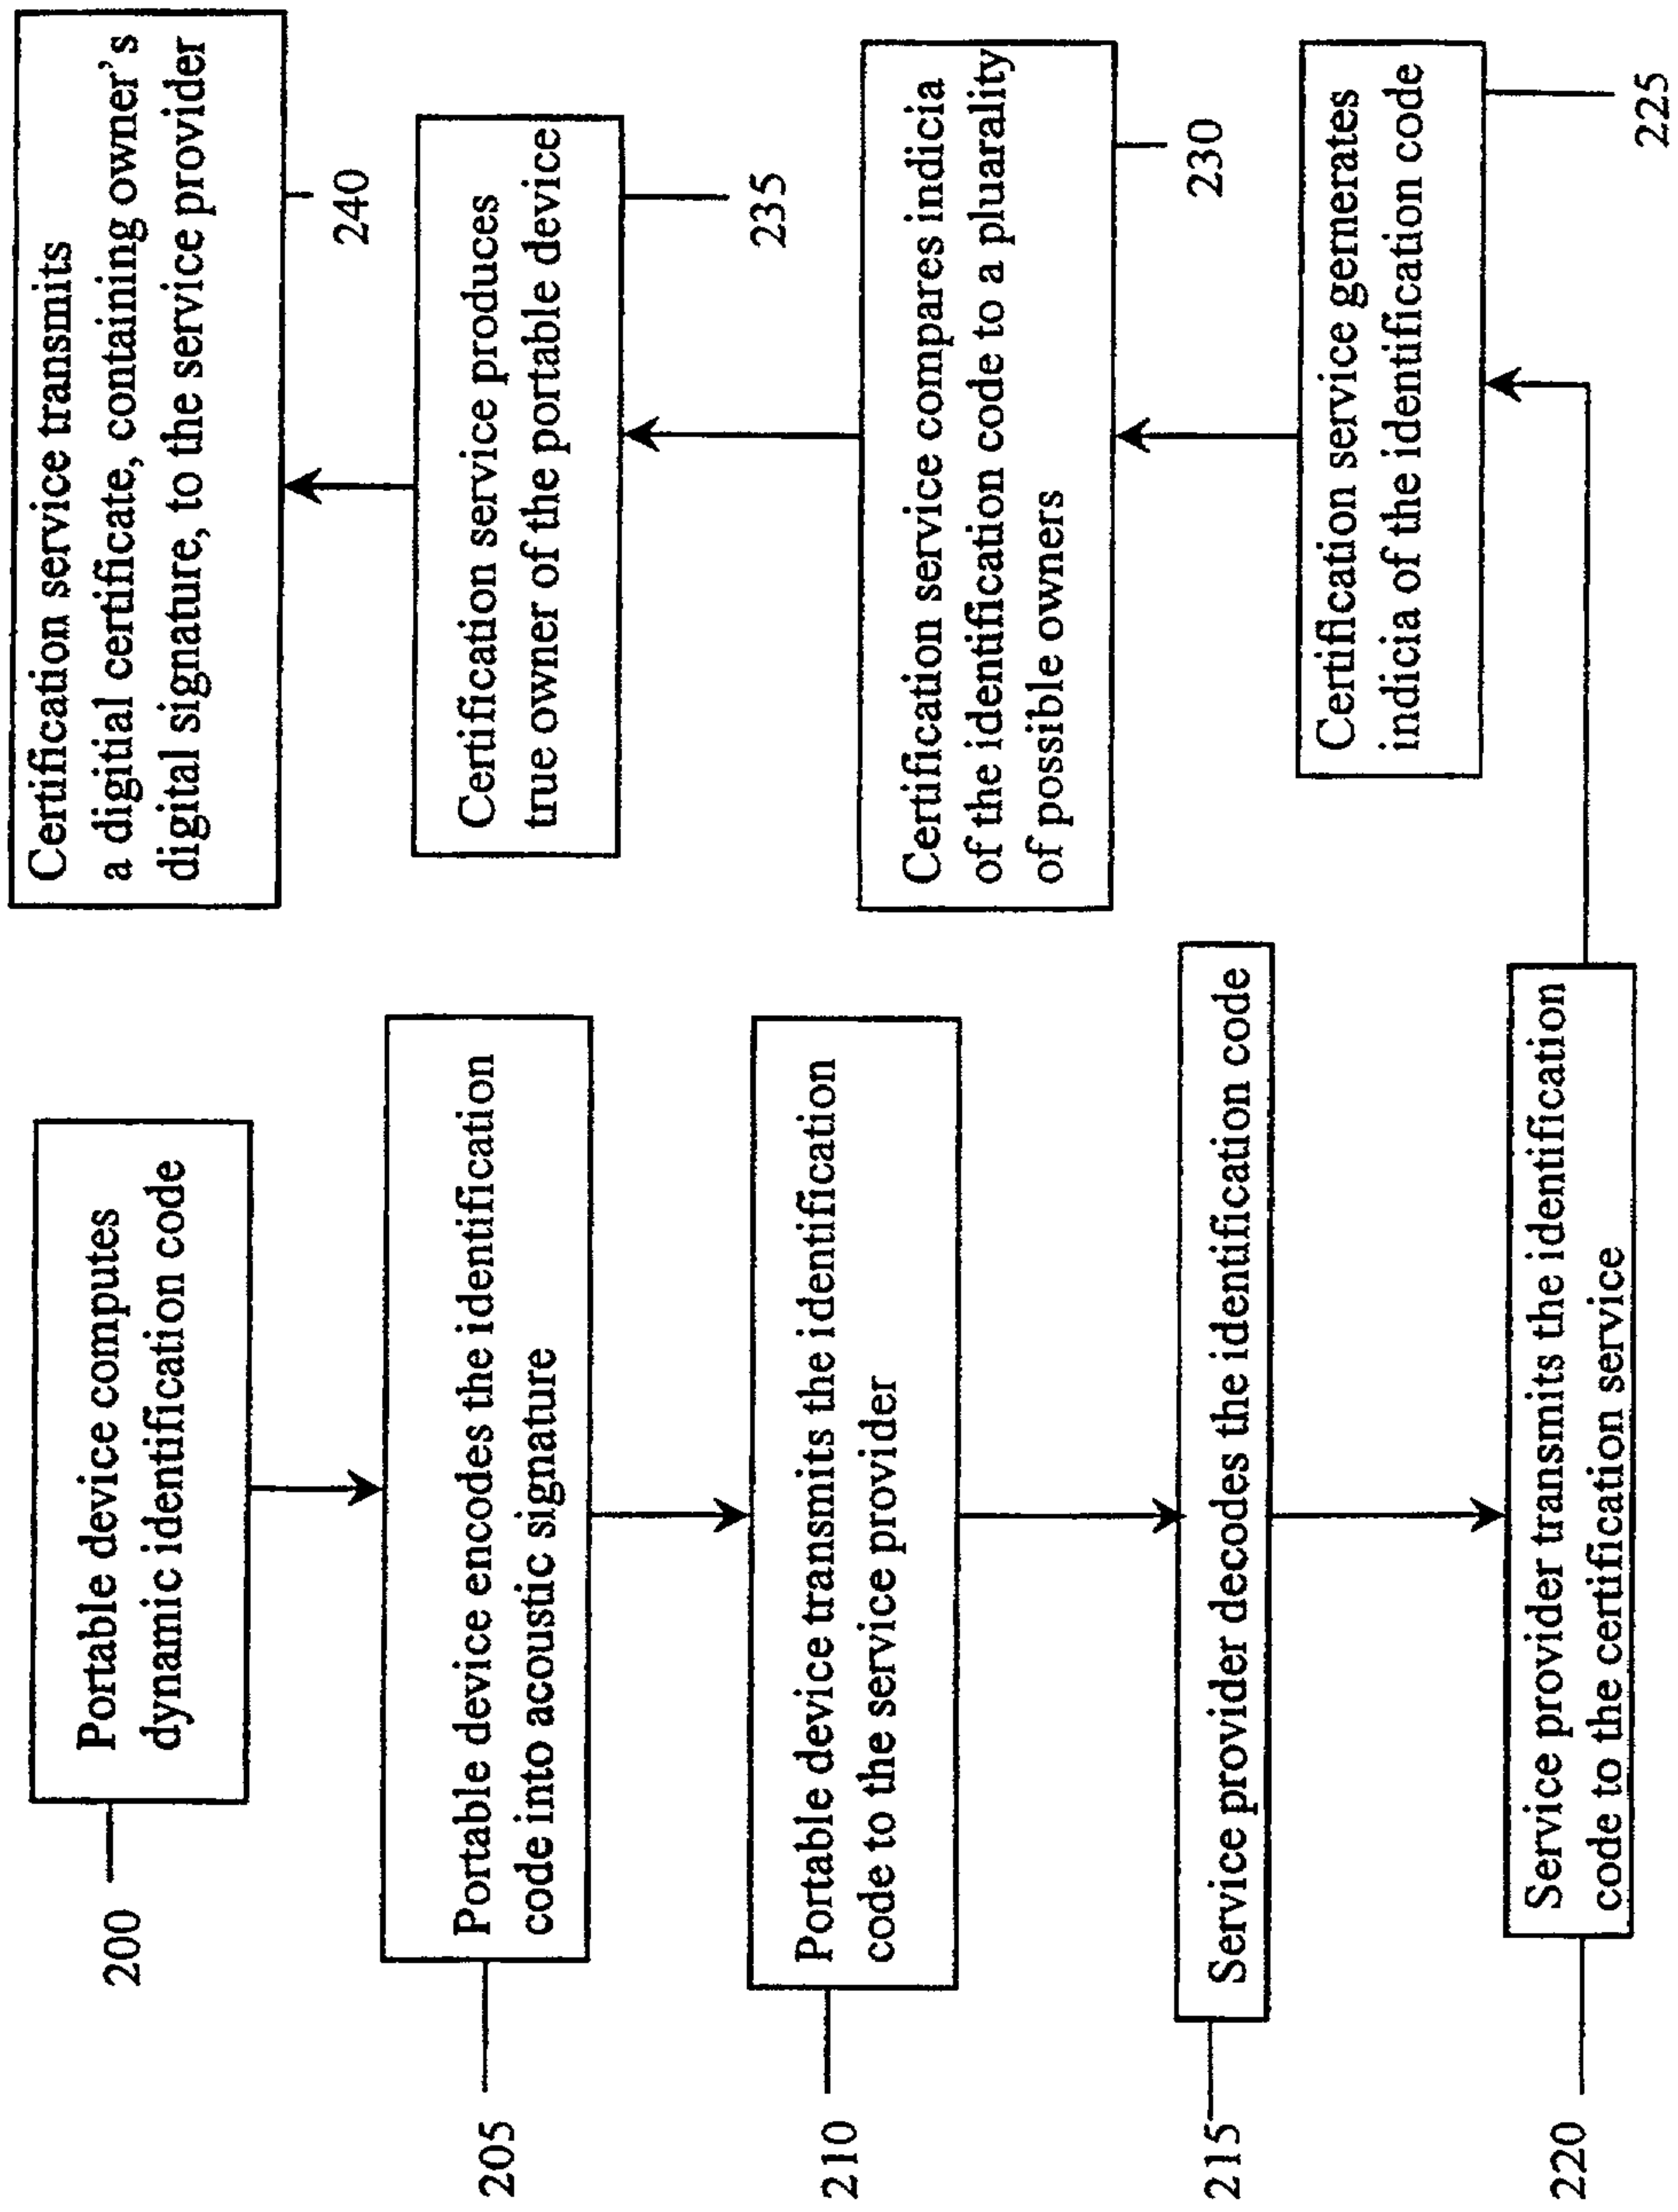 200
Portable device computes
dynamic identification code
205
Portable device encodes the identification
code into acoustic signature
210
Portable device transmits the identification
code to the service provider
215
Service provider decodes the identification code
220
Service provider transmits the identification
code to the certification service
Certification service gernerates
indicia of the identification code
225
Certification service compares indicia
of the identification code to a pluarality
of possible owners
230
Certification service produces
true owner of the portable device
235
Certification service transmits
a digitial certificate, containing owner's
digital signature, to the service provider
240